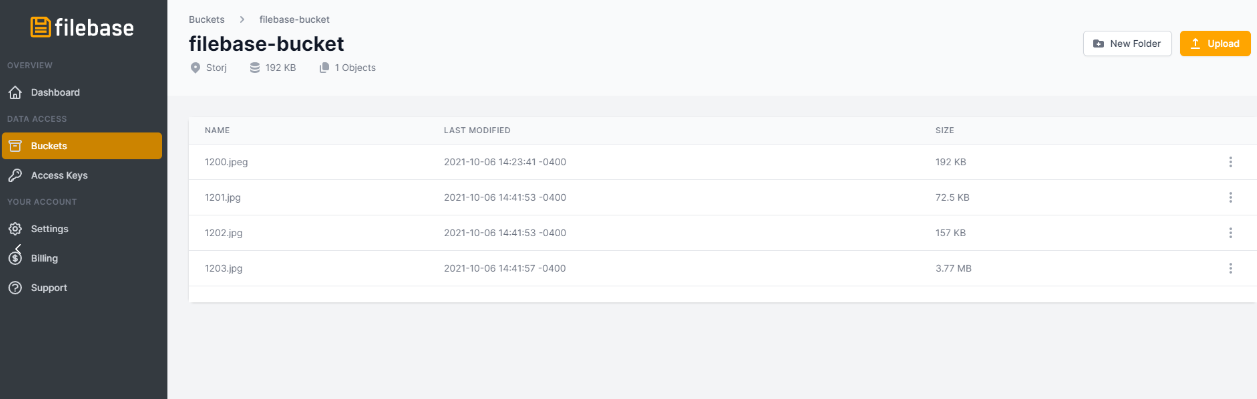 filebase
OVERVIEW
Dashboard
DATA ACCESS
Buckets
Access Keys
YOUR ACCOUNT
Settings
Billing
Support
Buckets > filebase-bucket
filebase-bucket
Storj 192 KB 1 Objects
New Folder Upload
NAME LAST MODIFIED SIZE
1200.jpeg 2021-10-06 14:23:41 -0400 192 KB
1201.jpg 2021-10-06 14:41:53 -0400 72.5 KB
1202.jpg 2021-10-06 14:41:53 -0400 157 KB
1203.jpg 2021-10-06 14:41:57 -0400 3.77 MB